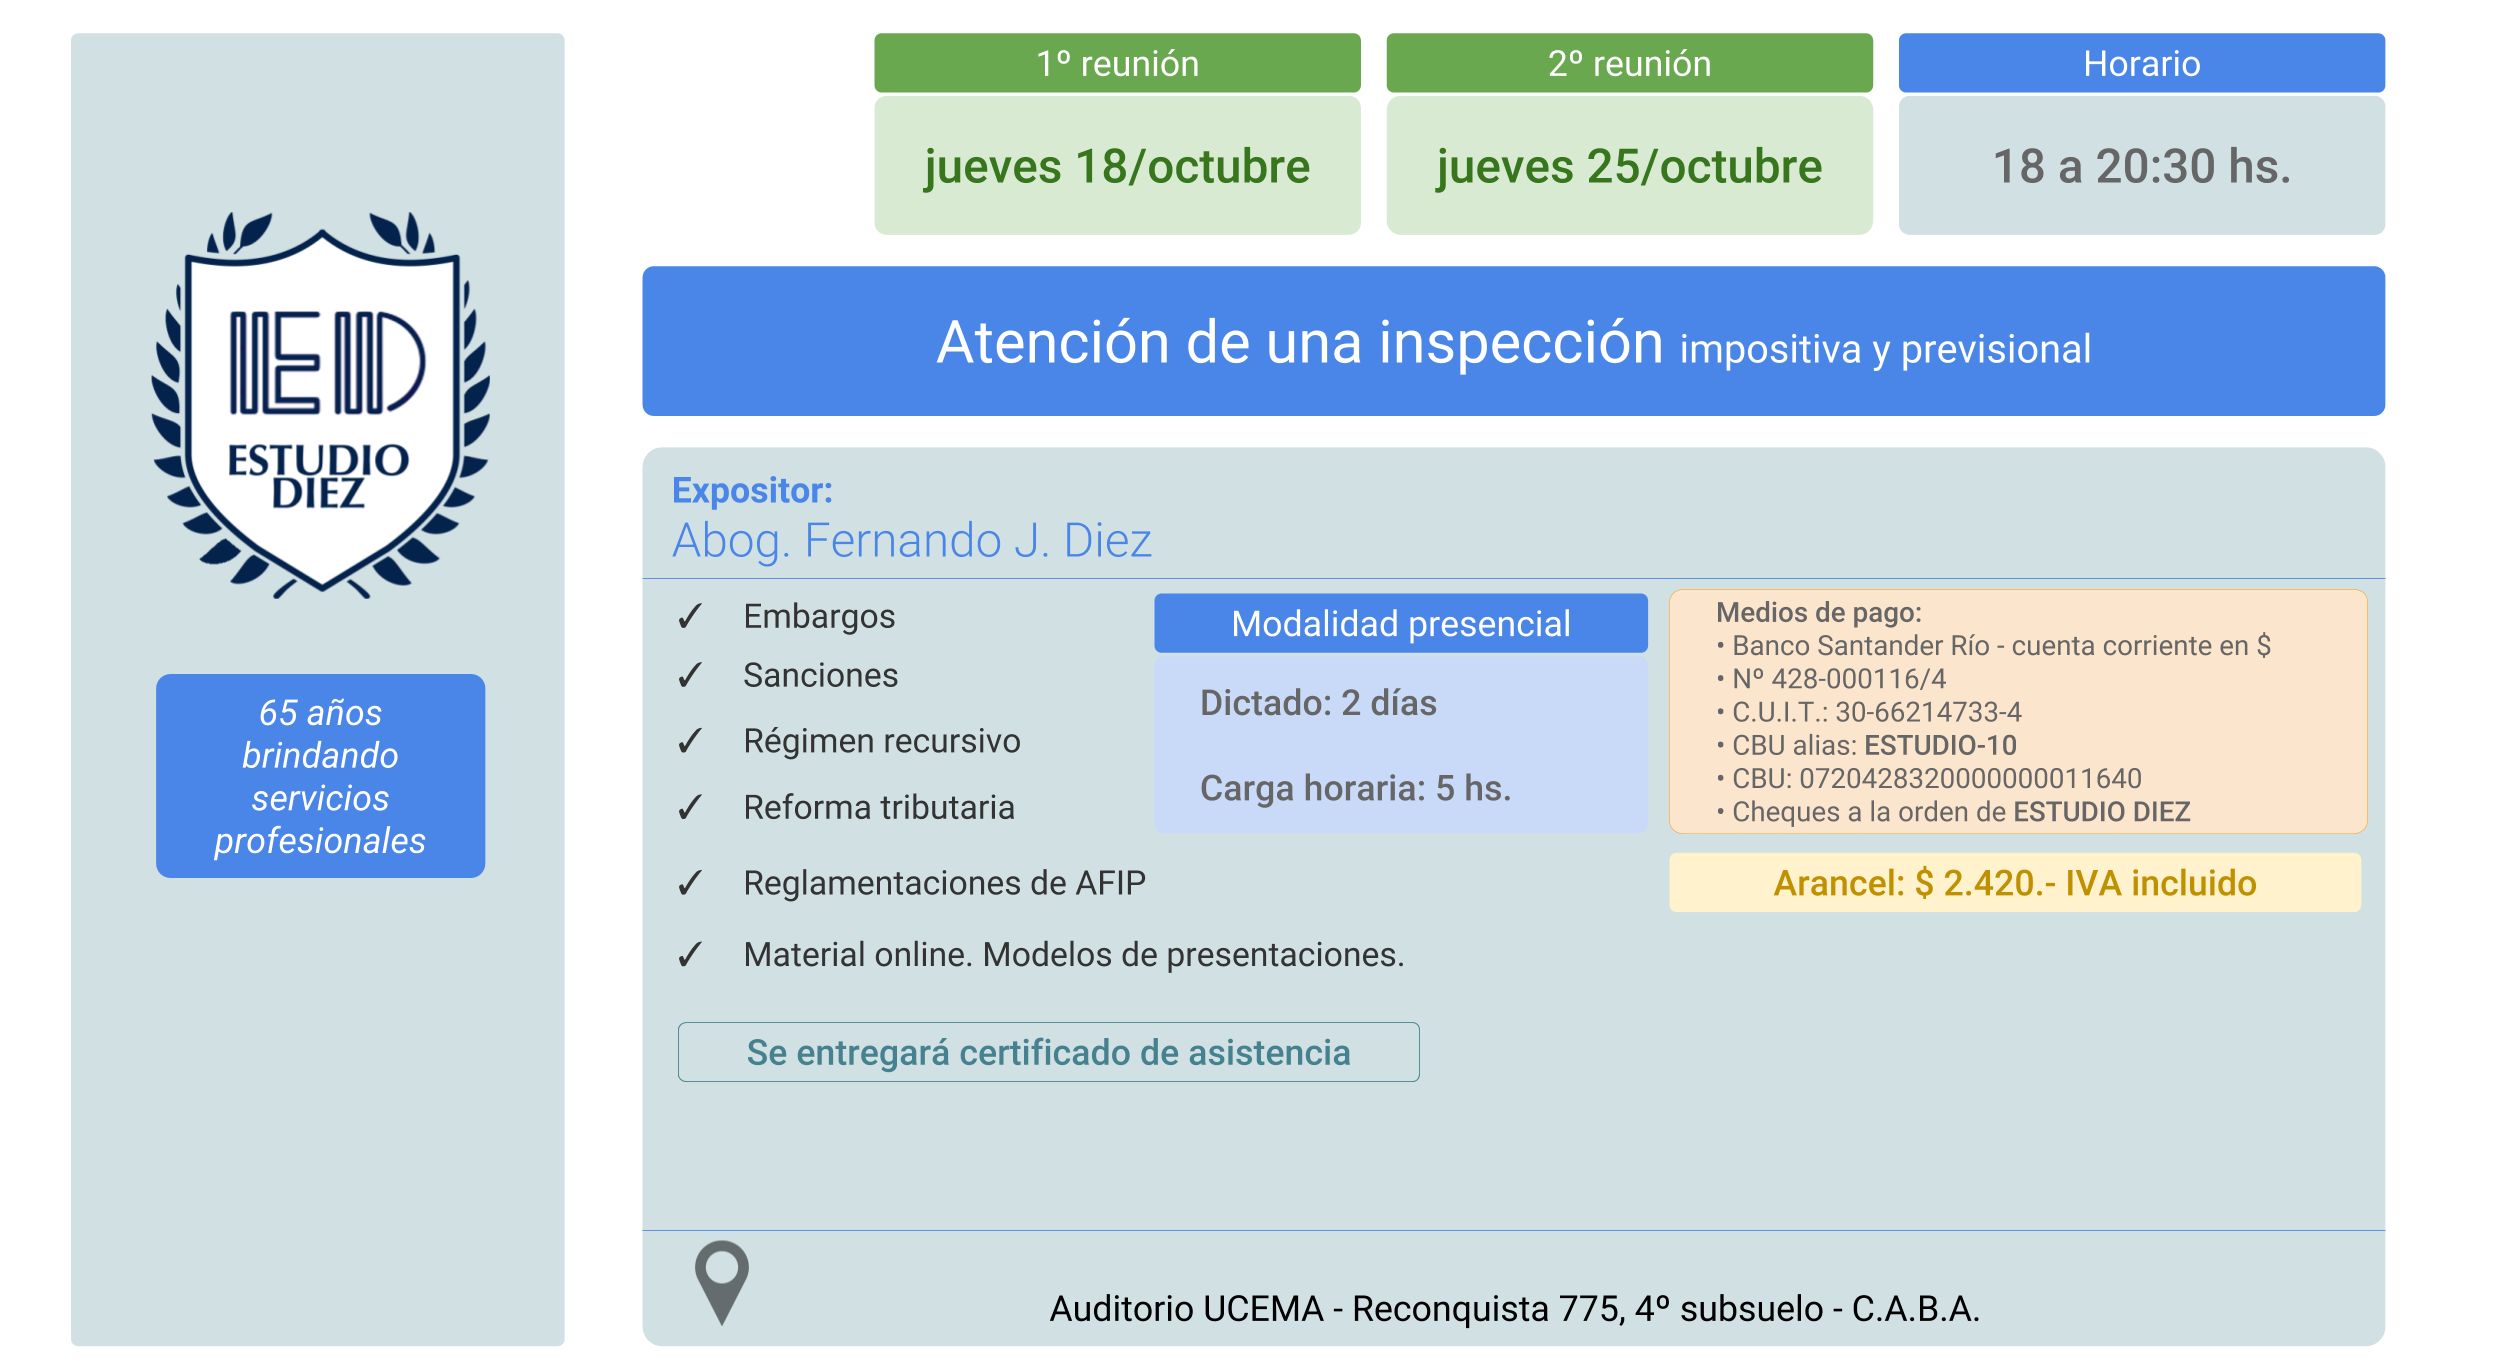 1º reunión
2º reunión
Horario
jueves 18/octubre
jueves 25/octubre
18 a 20:30 hs.
Atención de una inspección impositiva y previsional
IED
ESTUDIO
DIEZ
65 años
brindando
servicios
profesionales
Expositor:
Abog. Fernando J. Diez
✓ Embargos
✓ Sanciones
✓ Régimen recursivo
✓ Reforma tributaria
✓ Reglamentaciones de AFIP
✓ Material online. Modelos de presentaciones.
Modalidad presencial
Dictado: 2 días
Carga horaria: 5 hs.
Medios de pago:
• Banco Santander Río - cuenta corriente en $
• Nº 428-000116/4
• C.U.I.T.: 30-66214733-4
• CBU alias: ESTUDIO-10
• CBU: 0720428320000000011640
• Cheques a la orden de ESTUDIO DIEZ
Arancel: $ 2.420.- IVA incluido
Se entregará certificado de asistencia
Auditorio UCEMA - Reconquista 775, 4º subsuelo - C.A.B.A.